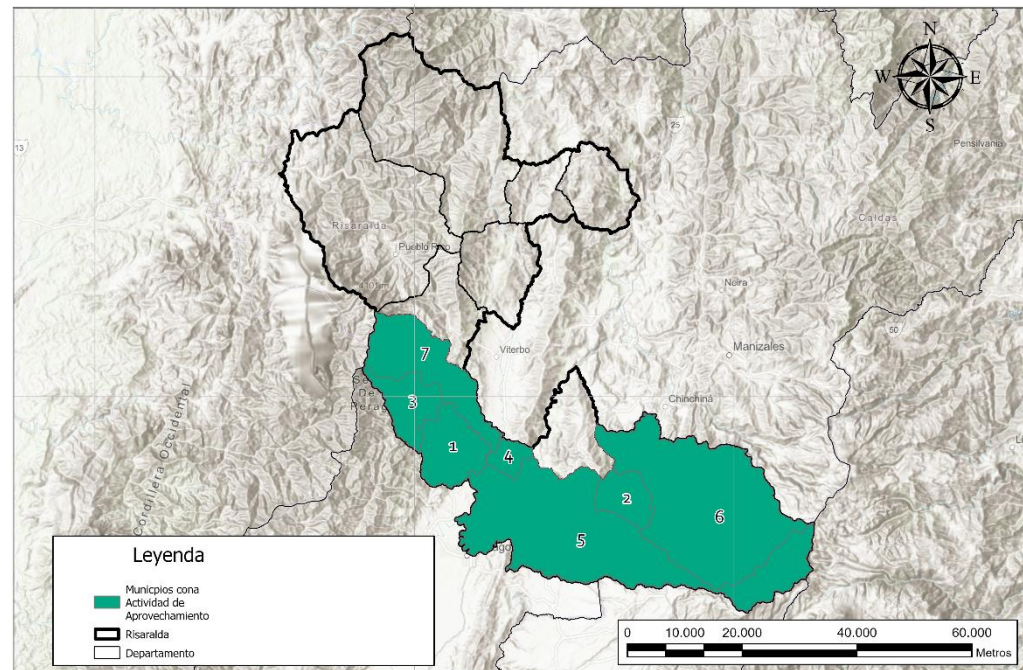 N
W E
S
25
13
Pensilvania
Caldas
Risaralda
Pueblo Rico
Neira
50
Manizales
Viterbo
7
Chinchiná
3
1
4
2
6
5
Cordillera Occidental
Leyenda
Municpios cona
Actividad de
Aprovechamiento
Risaralda
Departamento
0 10.000 20.000 40.000 60.000
Metros